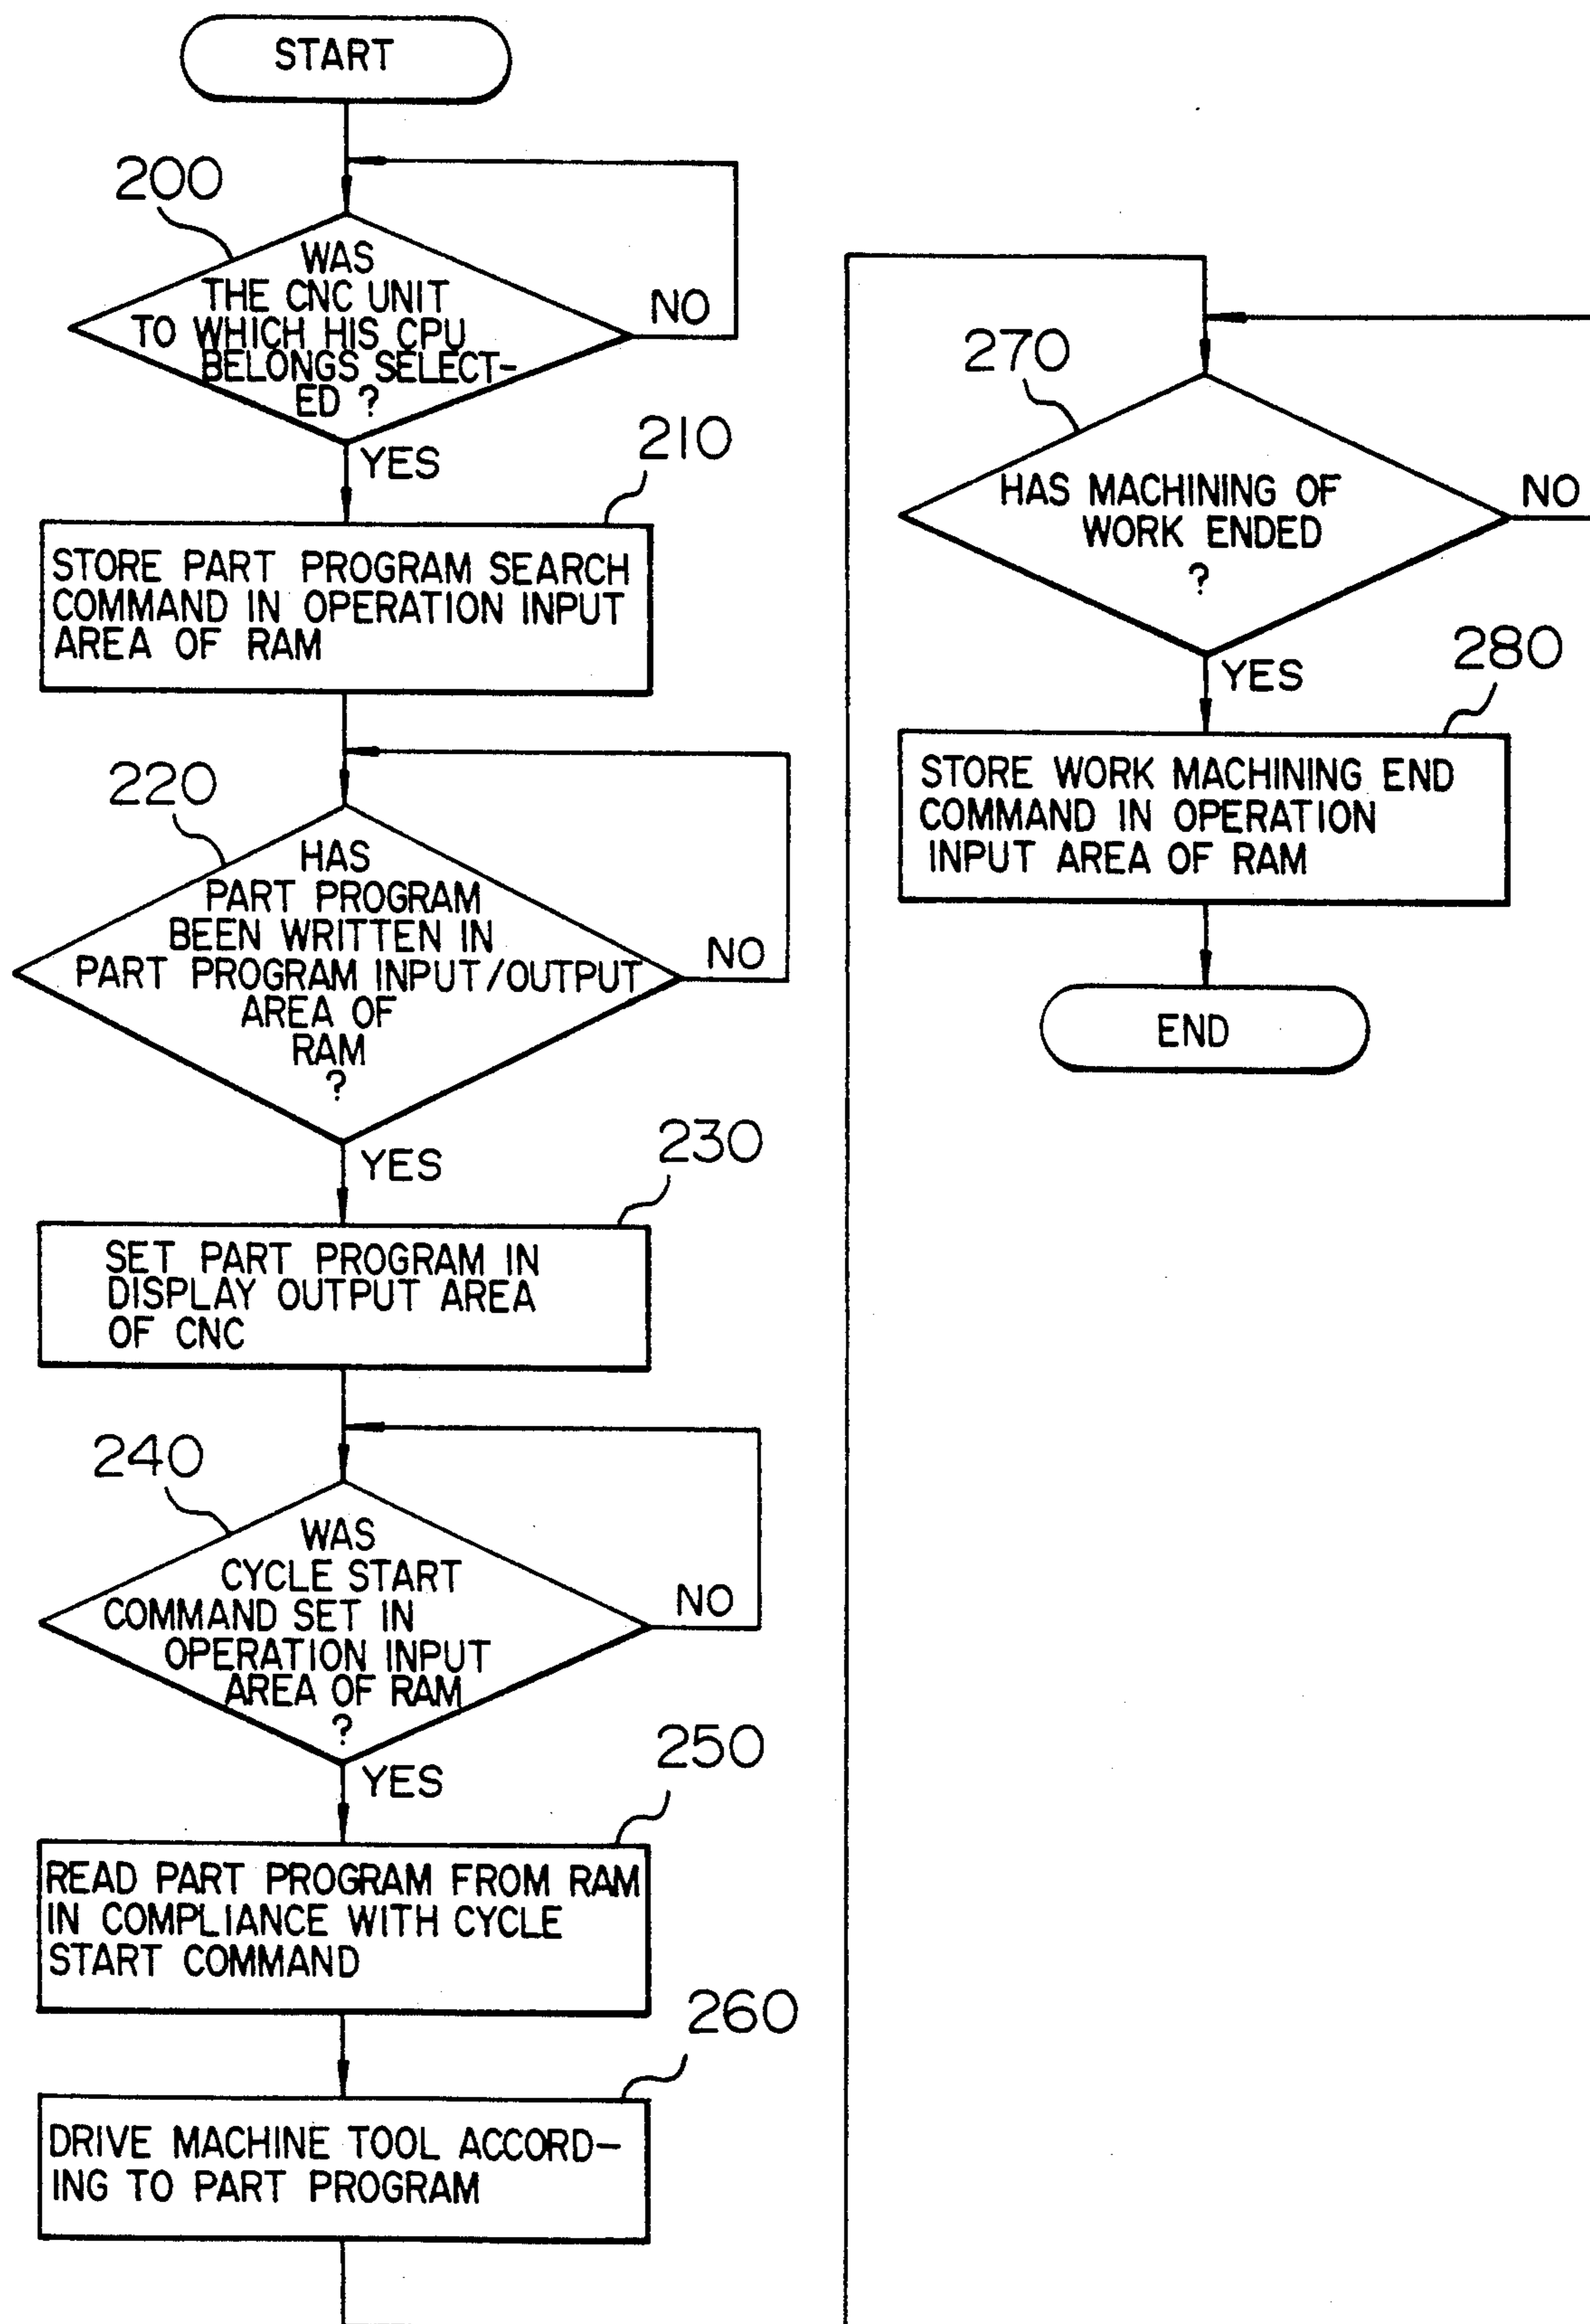 START
200
WAS
THE CNC UNIT
TO WHICH HIS CPU
BELONGS SELECT-
ED ?
NO
YES
210
STORE PART PROGRAM SEARCH
COMMAND IN OPERATION INPUT
AREA OF RAM
220
HAS
PART PROGRAM
BEEN WRITTEN IN
PART PROGRAM INPUT/OUTPUT
AREA OF
RAM
?
NO
YES
230
SET PART PROGRAM IN
DISPLAY OUTPUT AREA
OF CNC
240
WAS
CYCLE START
COMMAND SET IN
OPERATION INPUT
AREA OF RAM
?
NO
YES
250
READ PART PROGRAM FROM RAM
IN COMPLIANCE WITH CYCLE
START COMMAND
260
DRIVE MACHINE TOOL ACCORD-
ING TO PART PROGRAM
270
HAS MACHINING OF
WORK ENDED
?
NO
YES
280
STORE WORK MACHINING END
COMMAND IN OPERATION
INPUT AREA OF RAM
END